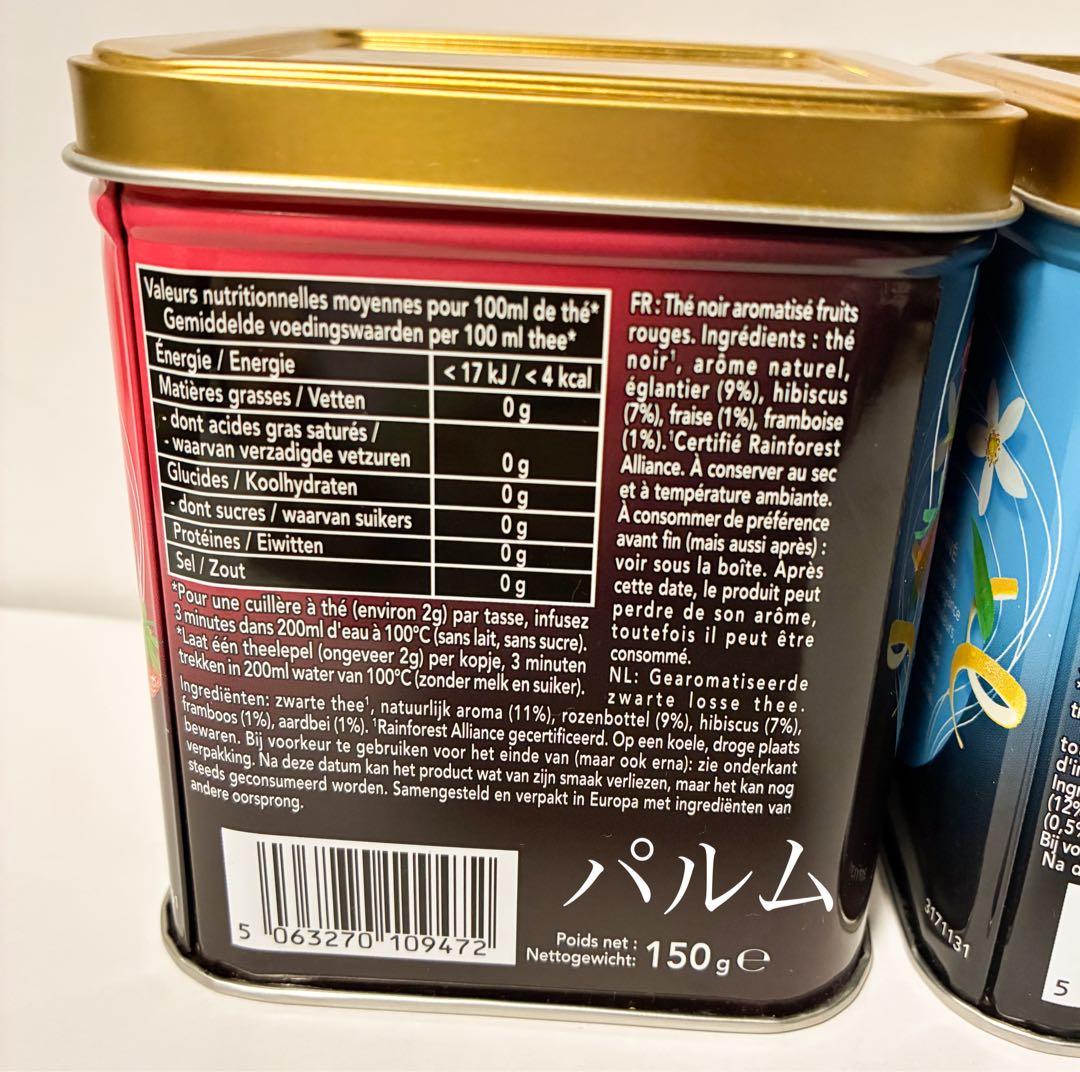 Valeurs nutritionnelles moyennes pour 100ml de thé*
Gemiddelde voedingswaarden per 100 ml thee*
Énergie / Energie < 17 kJ / < 4 kcal
Matières grasses / Vetten 0 g
- dont acides gras saturés /
- waarvan verzadigde vetzuren 0 g
Glucides / Koolhydraten 0 g
- dont sucres / waarvan suikers 0 g
Protéines / Eiwitten 0 g
Sel / Zout 0 g
*Pour une cuillère à thé (environ 2g) par tasse, infusez
3 minutes dans 200ml d'eau à 100°C (sans lait, sans sucre).
*Laat één theelepel (ongeveer 2g) per kopje, 3 minuten
trekken in 200ml water van 100°C (zonder melk en suiker).
FR : Thé noir aromatisé fruits
rouges. Ingrédients : thé
noir¹, arôme naturel,
églantier (9%), hibiscus
(7%), fraise (1%), framboise
(1%). ¹Certifié Rainforest
Alliance. À conserver au sec
et à température ambiante.
À consommer de préférence
avant fin (mais aussi après) :
voir sous la boîte. Après
cette date, le produit peut
perdre de son arôme,
toutefois il peut être
consommé.
NL: Gearomatiseerde
zwarte losse thee.
Ingrediënten: zwarte thee¹, natuurlijk aroma (11%), rozenbottel (9%), hibiscus (7%),
framboos (1%), aardbei (1%). ¹Rainforest Alliance gecertificeerd. Op een koele, droge plaats
bewaren. Bij voorkeur te gebruiken voor het einde van (maar ook erna): zie onderkant
verpakking. Na deze datum kan het product wat van zijn smaak verliezen, maar het kan nog
steeds geconsumeerd worden. Samengesteld en verpakt in Europa met ingrediënten van
andere oorsprong.
パルム
5 063270 109472
Poids net :
Nettogewicht: 150 g e
3171131
d'in
Ingr
(12%
(0,5%
Bij vo
Na d
5